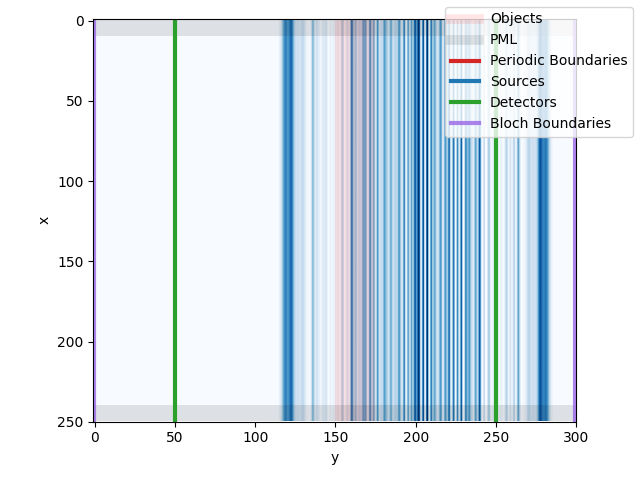 Objects
PML
Periodic Boundaries
Sources
Detectors
Bloch Boundaries
0
50
100
150
200
250
x
0
50
100
150
200
250
300
y